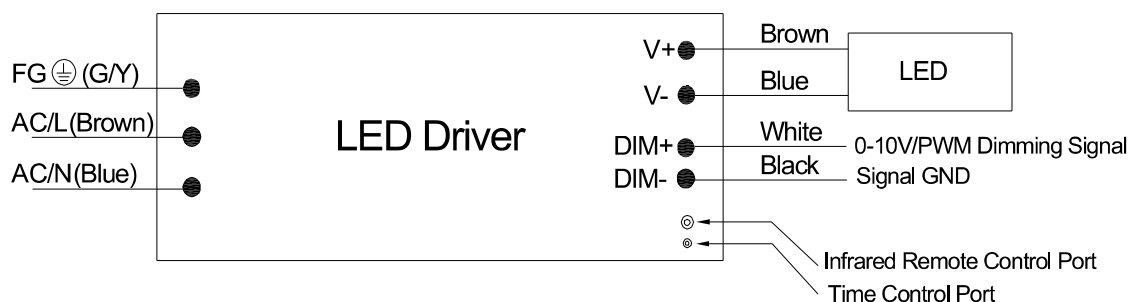 FG ⏚ (G/Y)
AC/L(Brown)
AC/N(Blue)
LED Driver
V+
Brown
V-
Blue
LED
DIM+
White
0-10V/PWM Dimming Signal
DIM-
Black
Signal GND
Infrared Remote Control Port
Time Control Port